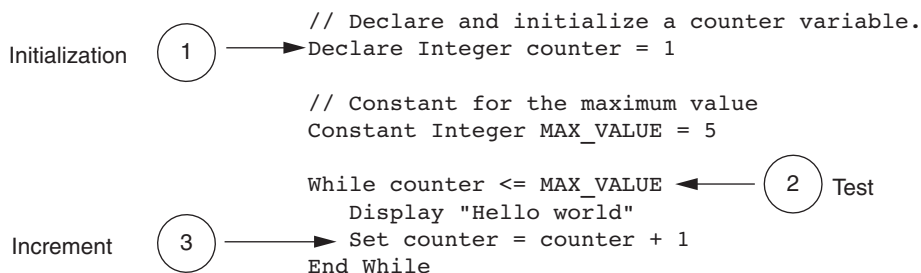 // Declare and initialize a counter variable.
Initialization 1 Declare Integer counter = 1
// Constant for the maximum value
Constant Integer MAX_VALUE = 5
While counter <= MAX_VALUE 2 Test
Display "Hello world"
Increment 3 Set counter = counter + 1
End While